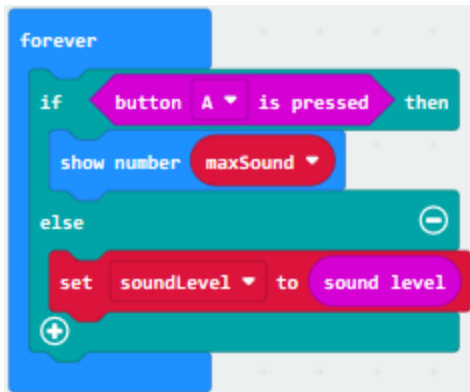 forever
if button A is pressed then
show number maxSound
else
set soundLevel to sound level